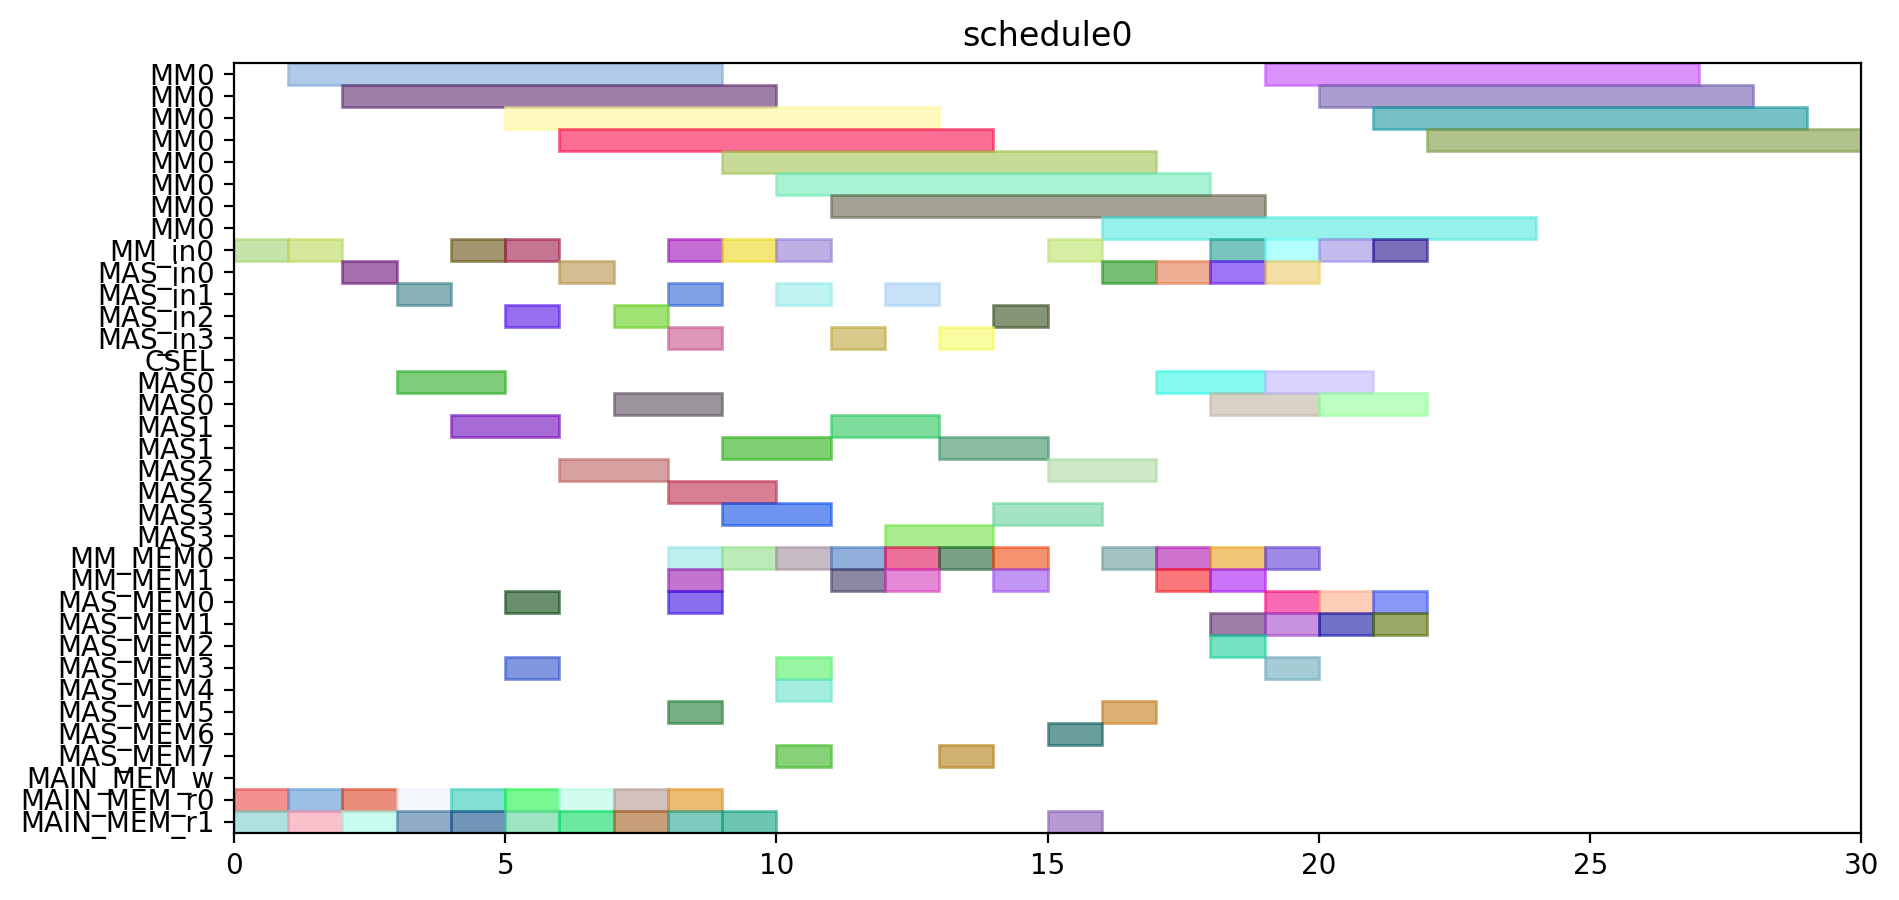 schedule0
MM0
MM0
MM0
MM0
MM0
MM0
MM0
MM0
MM_in0
MAS_in0
MAS_in1
MAS_in2
MAS_in3
CSEL
MAS0
MAS0
MAS1
MAS1
MAS2
MAS2
MAS3
MAS3
MM_MEM0
MM_MEM1
MAS_MEM0
MAS_MEM1
MAS_MEM2
MAS_MEM3
MAS_MEM4
MAS_MEM5
MAS_MEM6
MAS_MEM7
MAIN_MEM_w
MAIN_MEM_r0
MAIN_MEM_r1
0 5 10 15 20 25 30